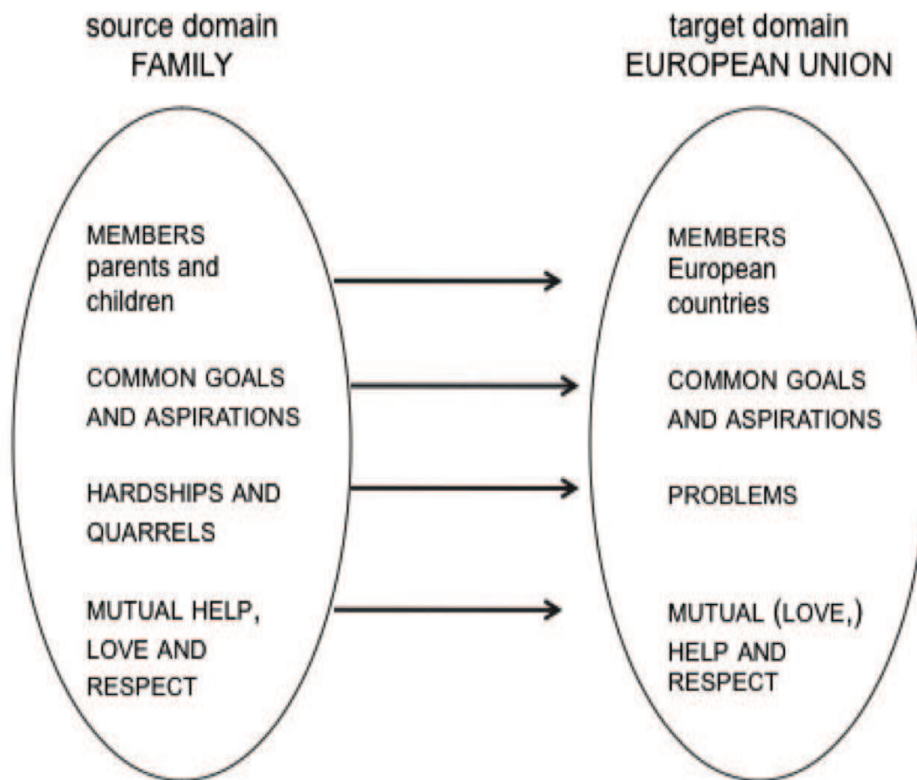 source domain
FAMILY
target domain
EUROPEAN UNION
MEMBERS
parents and
children
COMMON GOALS
AND ASPIRATIONS
HARDSHIPS AND
QUARRELS
MUTUAL HELP,
LOVE AND
RESPECT
MEMBERS
European
countries
COMMON GOALS
AND ASPIRATIONS
PROBLEMS
MUTUAL (LOVE,)
HELP AND
RESPECT